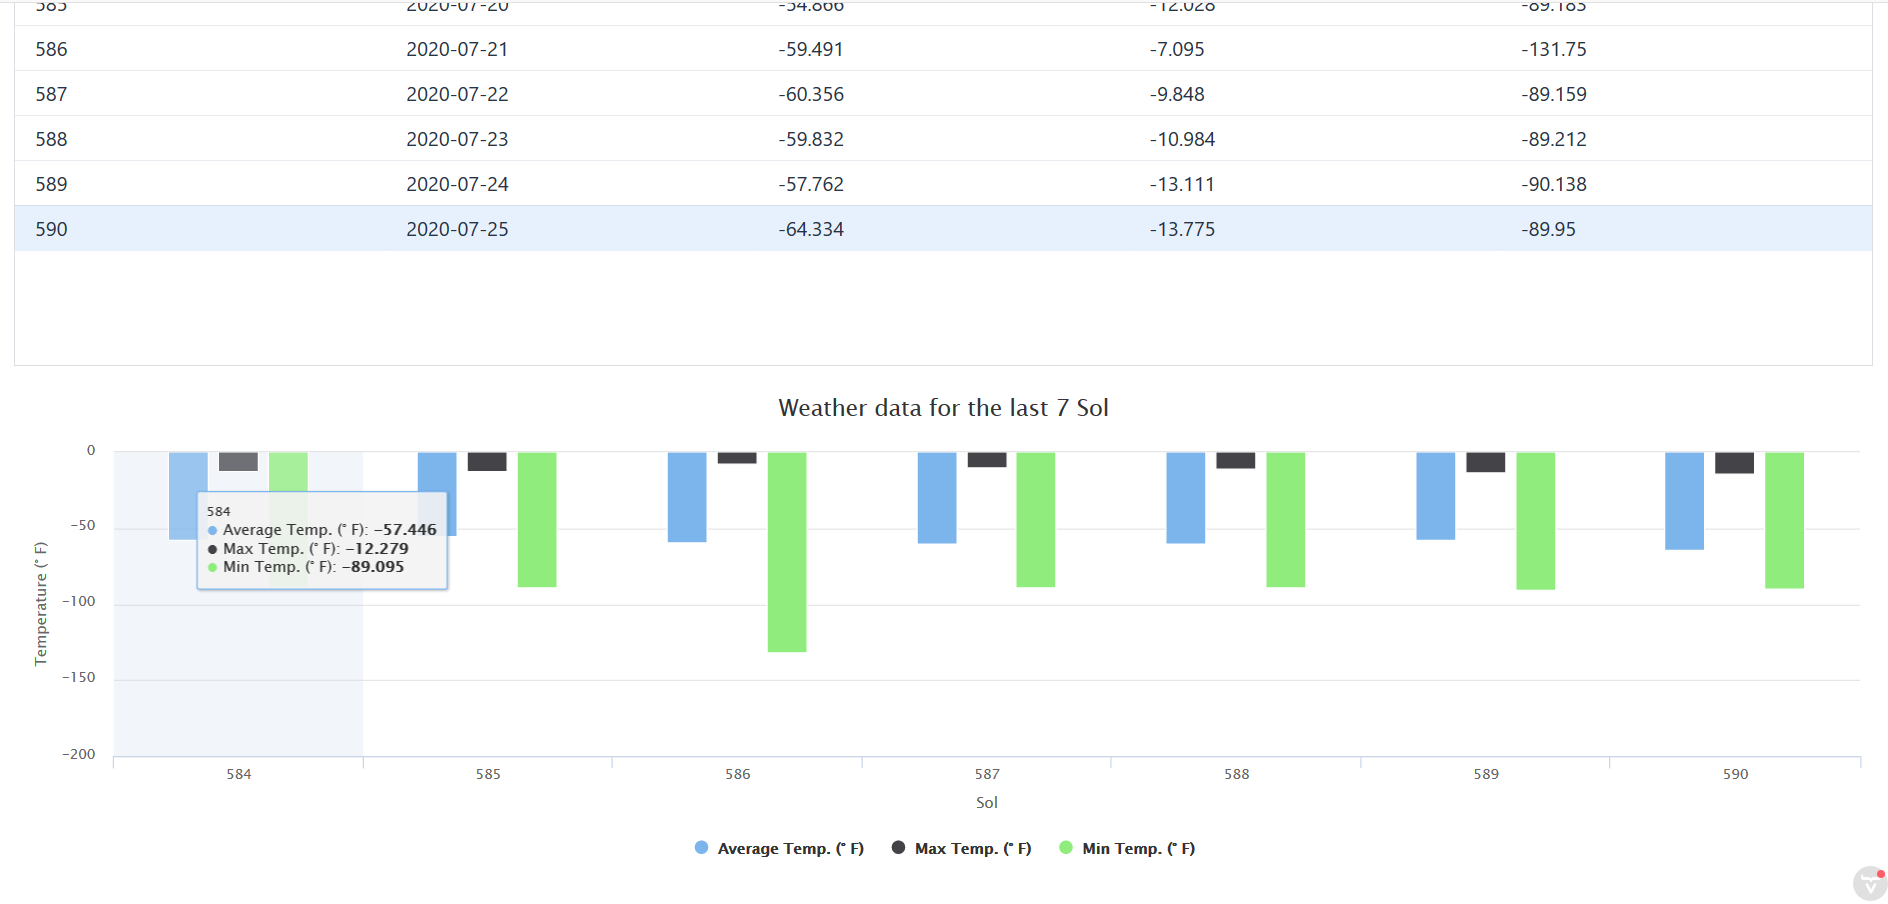 585 2020-07-20 -54.866 -12.028 -89.183
586 2020-07-21 -59.491 -7.095 -131.75
587 2020-07-22 -60.356 -9.848 -89.159
588 2020-07-23 -59.832 -10.984 -89.212
589 2020-07-24 -57.762 -13.111 -90.138
590 2020-07-25 -64.334 -13.775 -89.95
Weather data for the last 7 Sol
0
−50
−100
−150
−200
Temperature (° F)
584
Average Temp. (° F): −57.446
Max Temp. (° F): −12.279
Min Temp. (° F): −89.095
584 585 586 587 588 589 590
Sol
Average Temp. (° F) Max Temp. (° F) Min Temp. (° F)